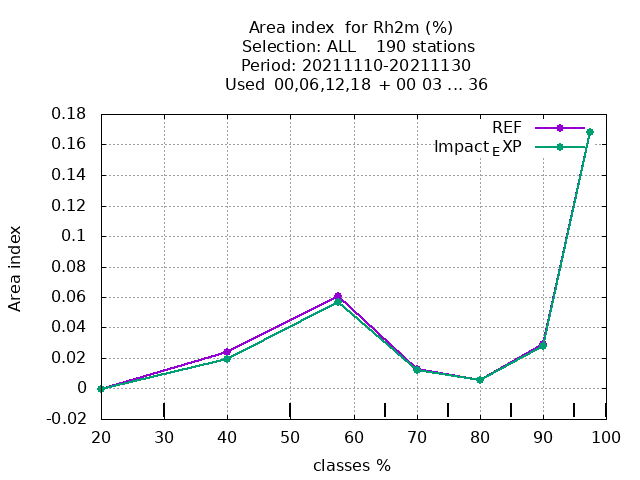 Area index for Rh2m (%)
Selection: ALL 190 stations
Period: 20211110-20211130
Used 00,06,12,18 + 00 03 ... 36
REF
Impact_EXP
0.18
0.16
0.14
0.12
0.1
0.08
0.06
0.04
0.02
0
-0.02
Area index
20 30 40 50 60 70 80 90 100
classes %